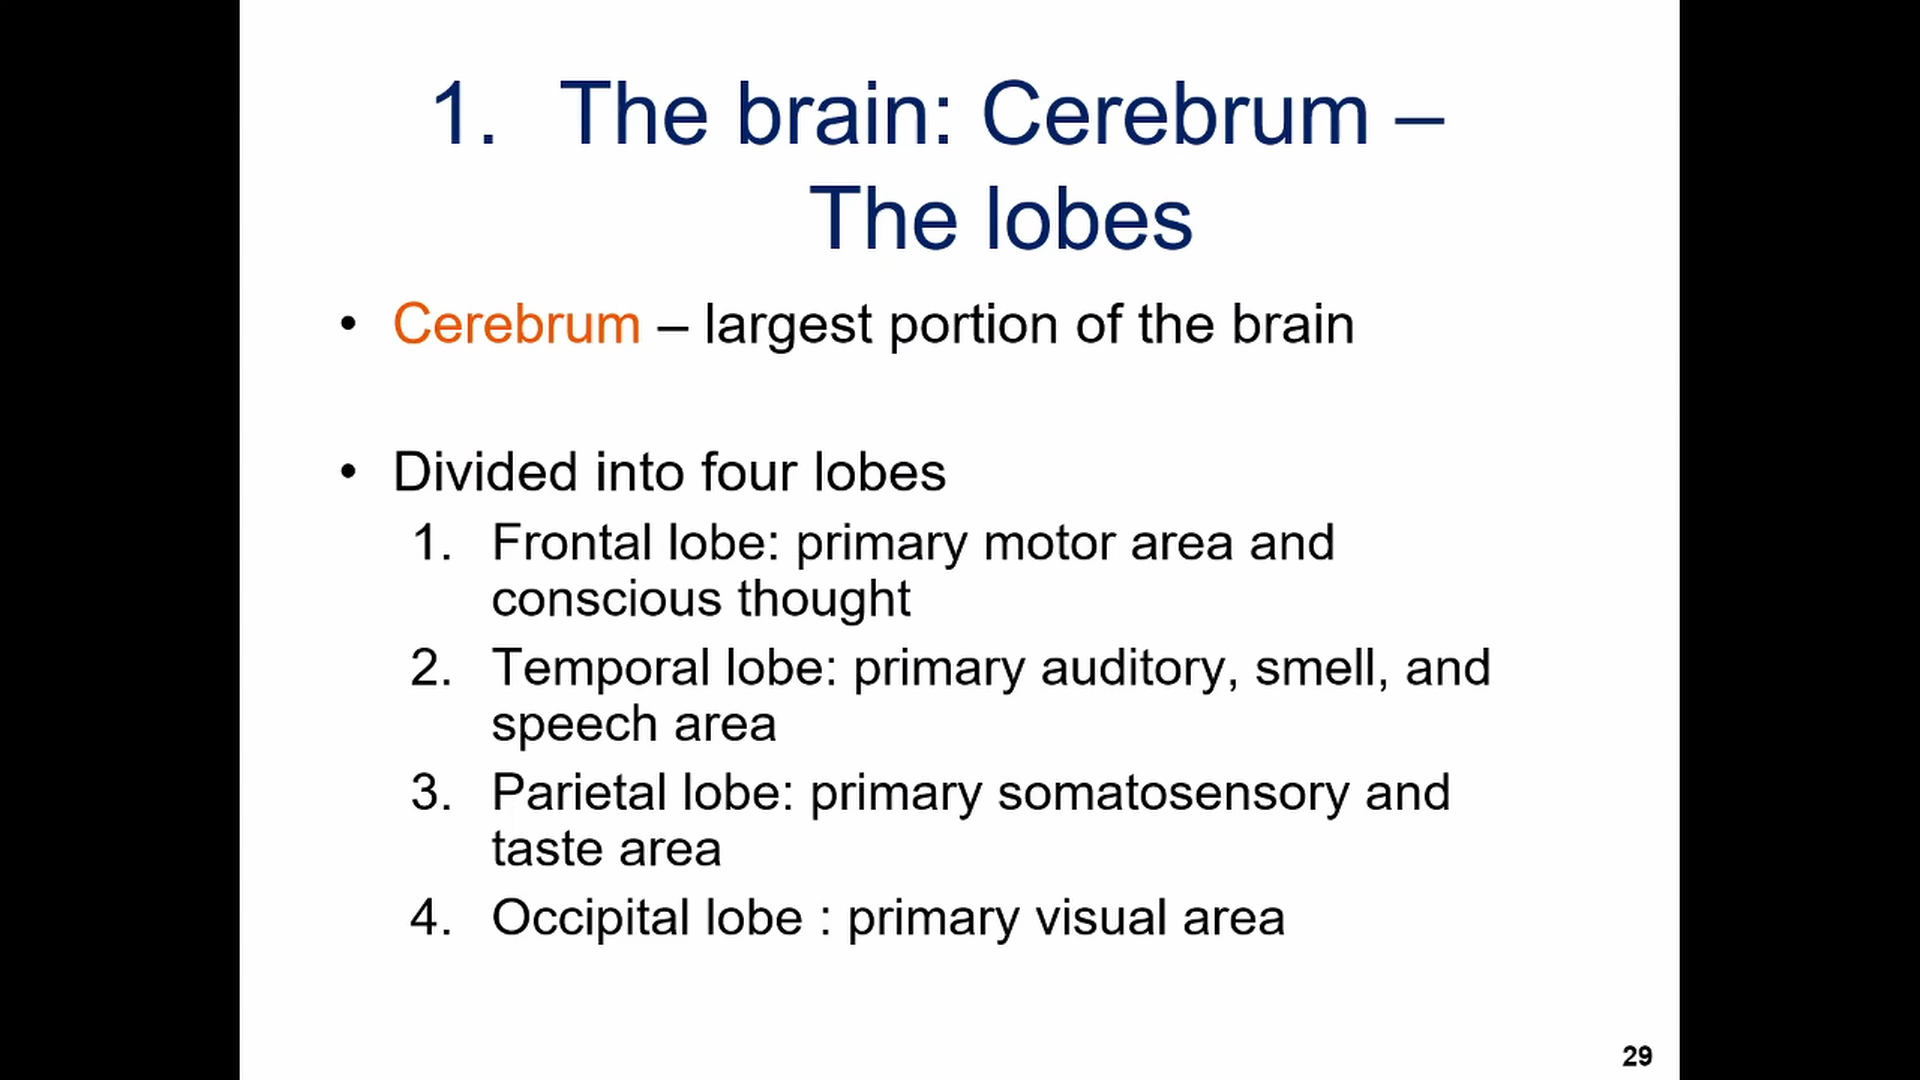 1. The brain: Cerebrum –
The lobes
• Cerebrum – largest portion of the brain
• Divided into four lobes
1. Frontal lobe: primary motor area and
conscious thought
2. Temporal lobe: primary auditory, smell, and
speech area
3. Parietal lobe: primary somatosensory and
taste area
4. Occipital lobe : primary visual area
29